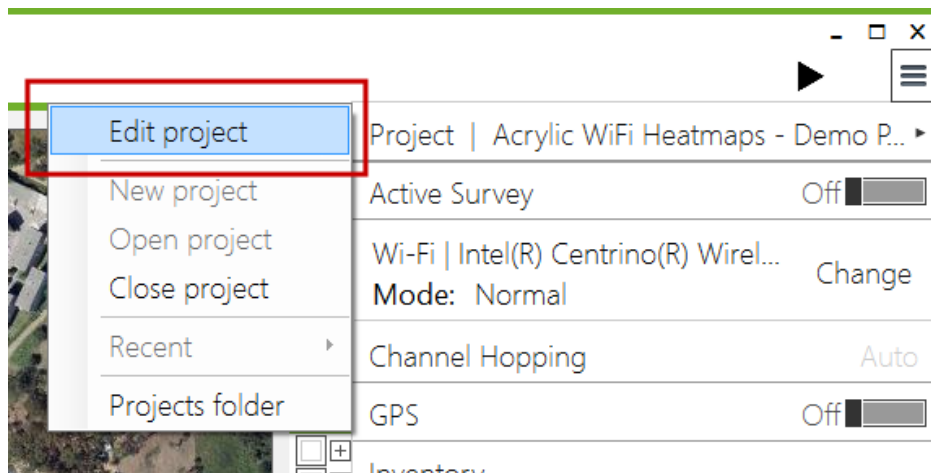 Edit project
New project
Open project
Close project
Recent
Projects folder
Project | Acrylic WiFi Heatmaps - Demo P...
Active Survey Off
Wi-Fi | Intel(R) Centrino(R) Wirel...
Mode: Normal
Change
Channel Hopping Auto
GPS Off
Inventory